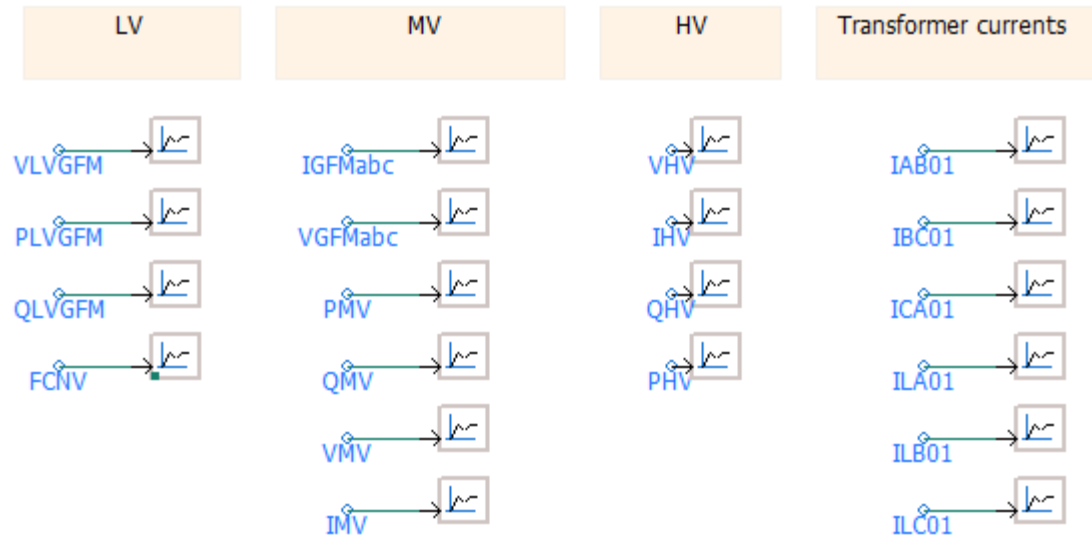 LV
MV
HV
Transformer currents
VLVGFM
IGFMabc
VHV
IAB01
PLVGFM
VGFMabc
IHV
IBC01
QLVGFM
PMV
QHV
ICA01
FCNV
QMV
PHV
ILA01
VMV
ILB01
IMV
ILC01